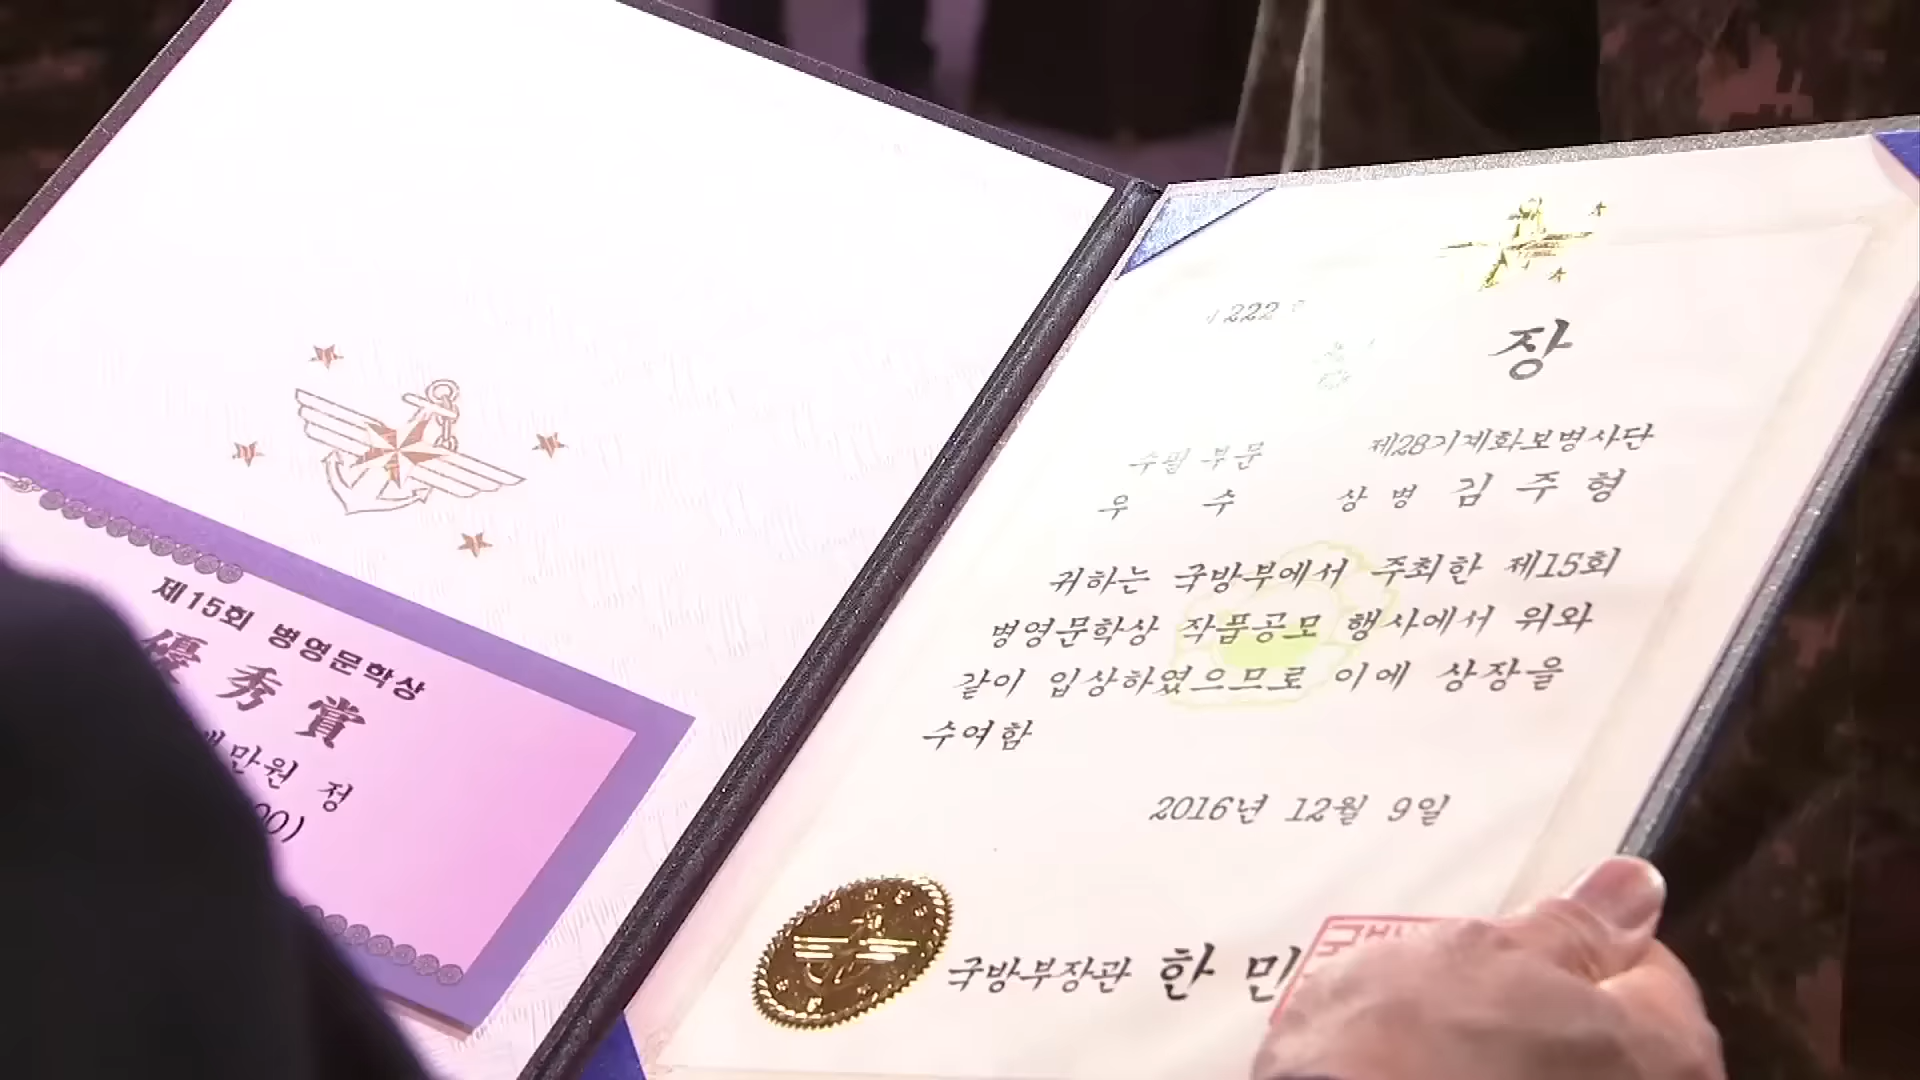 제15회 병영문학상
優秀賞
만원 정
00)
222
장
수필 부문 제28기계화보병사단
우 수 상병 김주형
귀하는 국방부에서 주최한 제15회
병영문학상 작품공모 행사에서 위와
같이 입상하였으므로 이에 상장을
수여함
2016년 12월 9일
국방부장관 한 민